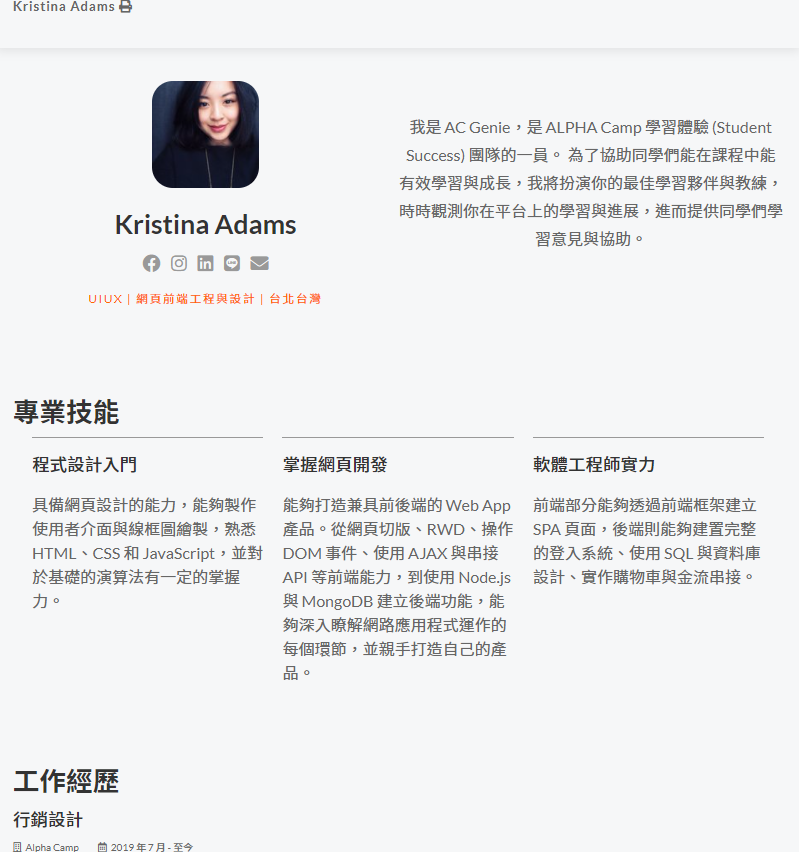 Kristina Adams
我是 AC Genie，是 ALPHA Camp 學習體驗 (Student
Success) 團隊的一員。 為了協助同學們能在課程中能
有效學習與成長，我將扮演你的最佳學習夥伴與教練，
時時觀測你在平台上的學習與進展，進而提供同學們學
習意見與協助。
Kristina Adams
UIUX | 網頁前端工程與設計 | 台北台灣
專業技能
程式設計入門
具備網頁設計的能力，能夠製作
使用者介面與線框圖繪製，熟悉
HTML、CSS 和 JavaScript，並對
於基礎的演算法有一定的掌握
力。
掌握網頁開發
能夠打造兼具前後端的 Web App
產品。從網頁切版、RWD、操作
DOM 事件、使用 AJAX 與串接
API 等前端能力，到使用 Node.js
與 MongoDB 建立後端功能，能
夠深入瞭解網路應用程式運作的
每個環節，並親手打造自己的產
品。
軟體工程師實力
前端部分能夠透過前端框架建立
SPA 頁面，後端則能夠建置完整
的登入系統、使用 SQL 與資料庫
設計、實作購物車與金流串接。
工作經歷
行銷設計
Alpha Camp 2019 年 7 月 - 至今